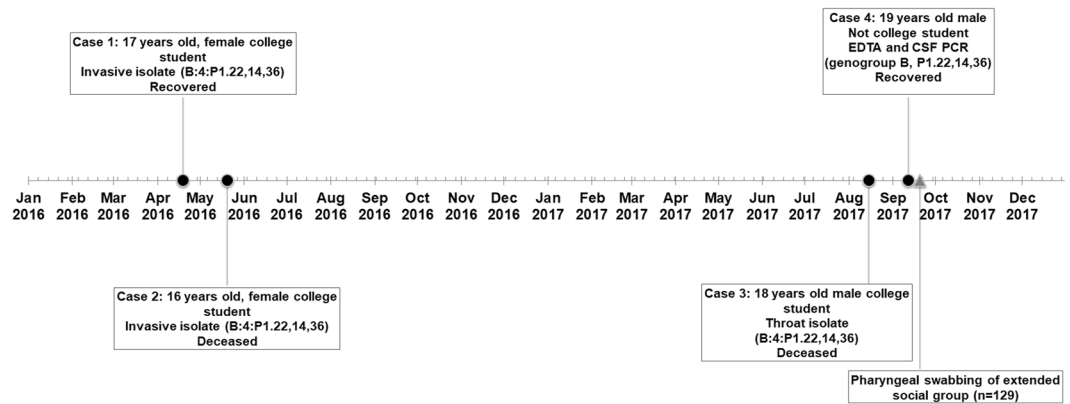 Case 1: 17 years old, female college
student
Invasive isolate (B:4:P1.22,14,36)
Recovered
Case 4: 19 years old male
Not college student
EDTA and CSF PCR
(genogroup B, P1.22,14,36)
Recovered
Jan Feb Mar Apr May Jun Jul Aug Sep Oct Nov Dec Jan Feb Mar Apr May Jun Jul Aug Sep Oct Nov Dec
2016 2016 2016 2016 2016 2016 2016 2016 2016 2016 2016 2016 2017 2017 2017 2017 2017 2017 2017 2017 2017 2017 2017 2017
Case 2: 16 years old, female college
student
Invasive isolate (B:4:P1.22,14,36)
Deceased
Case 3: 18 years old male college
student
Throat isolate
(B:4:P1.22,14,36)
Deceased
Pharyngeal swabbing of extended
social group (n=129)